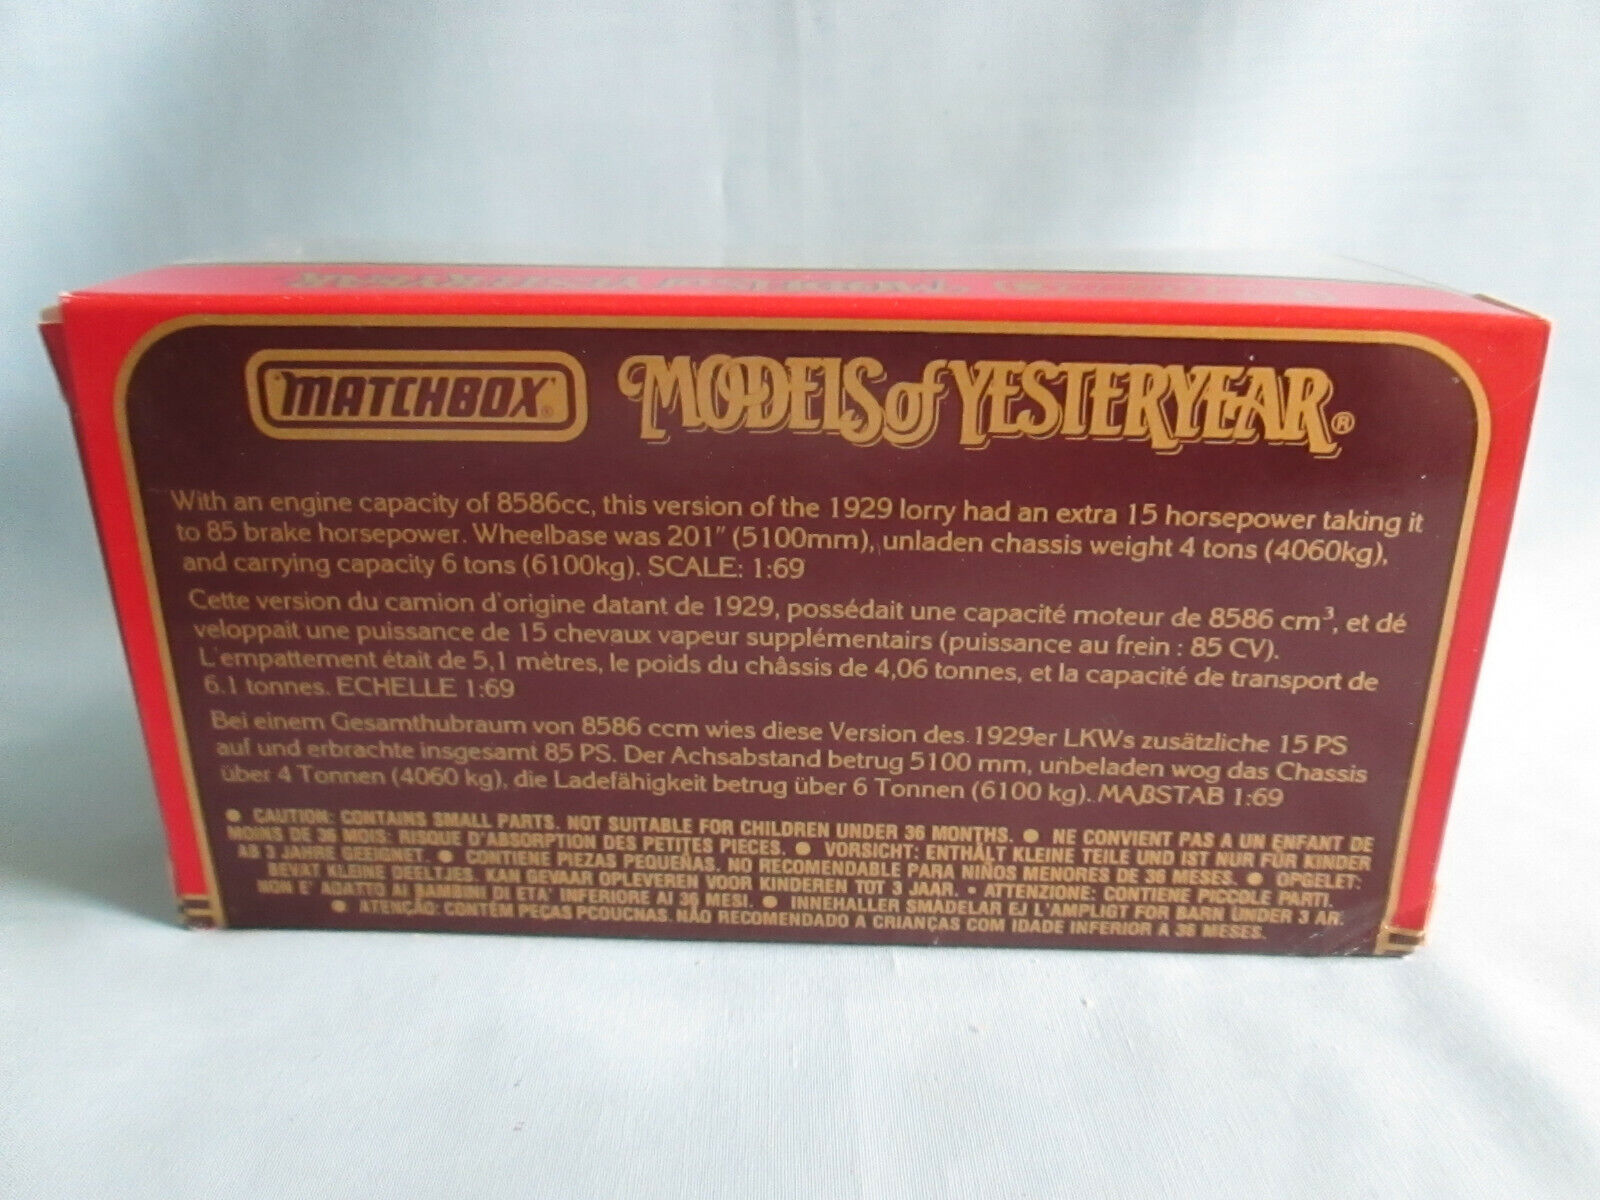 MATCHBOX® MODELS of YESTERYEAR®
With an engine capacity of 8586cc, this version of the 1929 lorry had an extra 15 horsepower taking it
to 85 brake horsepower. Wheelbase was 201" (5100mm), unladen chassis weight 4 tons (4060kg),
and carrying capacity 6 tons (6100kg). SCALE: 1:69
Cette version du camion d'origine datant de 1929, possédait une capacité moteur de 8586 cm³, et dé
veloppait une puissance de 15 chevaux vapeur supplémentairs (puissance au frein : 85 CV).
L'empattement était de 5,1 mètres, le poids du châssis de 4,06 tonnes, et la capacité de transport de
6.1 tonnes. ECHELLE 1:69
Bei einem Gesamthubraum von 8586 ccm wies diese Version des 1929er LKWs zusätzliche 15 PS
auf und erbrachte insgesamt 85 PS. Der Achsabstand betrug 5100 mm, unbeladen wog das Chassis
über 4 Tonnen (4060 kg), die Ladefähigkeit betrug über 6 Tonnen (6100 kg). MAßSTAB 1:69
● CAUTION: CONTAINS SMALL PARTS. NOT SUITABLE FOR CHILDREN UNDER 36 MONTHS. ● NE CONVIENT PAS A UN ENFANT DE
MOINS DE 36 MOIS: RISQUE D'ABSORPTION DES PETITES PIECES. ● VORSICHT: ENTHÄLT KLEINE TEILE UND IST NUR FÜR KINDER
AB 3 JAHRE GEEIGNET. ● CONTIENE PIEZAS PEQUEÑAS. NO RECOMENDABLE PARA NIÑOS MENORES DE 36 MESES. ● OPGELET:
BEVAT KLEINE DEELTJES. KAN GEVAAR OPLEVEREN VOOR KINDEREN TOT 3 JAAR. • ATTENZIONE: CONTIENE PICCOLE PARTI.
NON E' ADATTO AI BAMBINI DI ETA' INFERIORE AI 36 MESI. ● INNEHALLER SMÅDELAR EJ LÄMPLIGT FOR BARN UNDER 3 AR.
● ATENÇÃO: CONTÉM PEÇAS PCOUCNAS. NÃO RECOMENDADO A CRIANÇAS COM IDADE INFERIOR A 36 MESES.